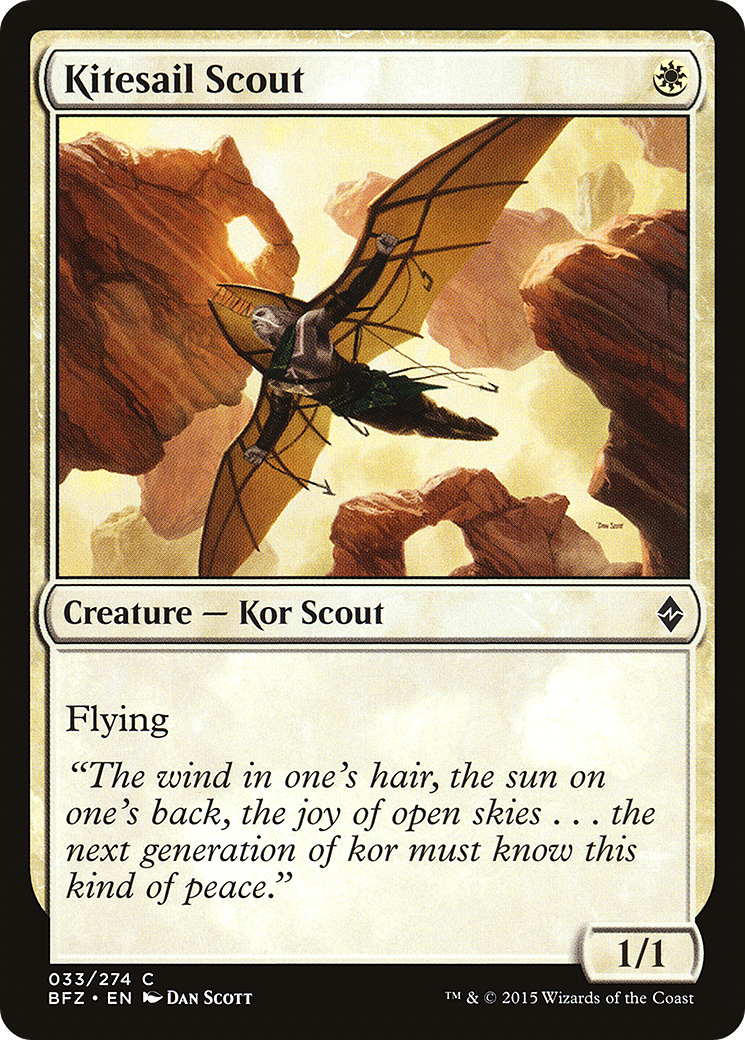 Kitesail Scout
Dan Scott
Creature — Kor Scout
Flying
“The wind in one’s hair, the sun on
one’s back, the joy of open skies . . . the
next generation of kor must know this
kind of peace.”
1/1
033/274 C
BFZ • EN Dan Scott
™ & © 2015 Wizards of the Coast